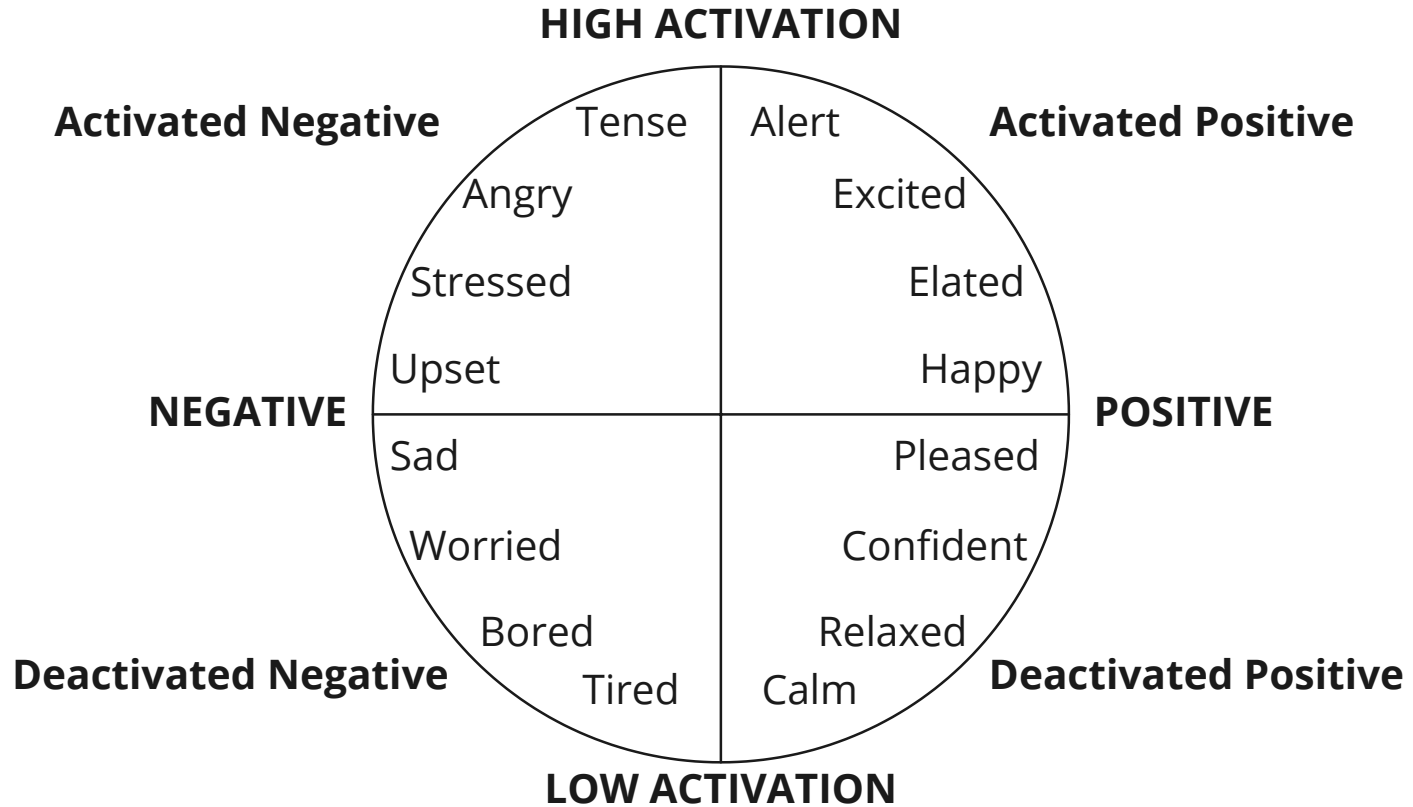 HIGH ACTIVATION
Activated Negative
Tense
Alert
Activated Positive
Angry
Excited
Stressed
Elated
Upset
Happy
NEGATIVE
POSITIVE
Sad
Pleased
Worried
Confident
Bored
Relaxed
Deactivated Negative
Tired
Calm
Deactivated Positive
LOW ACTIVATION